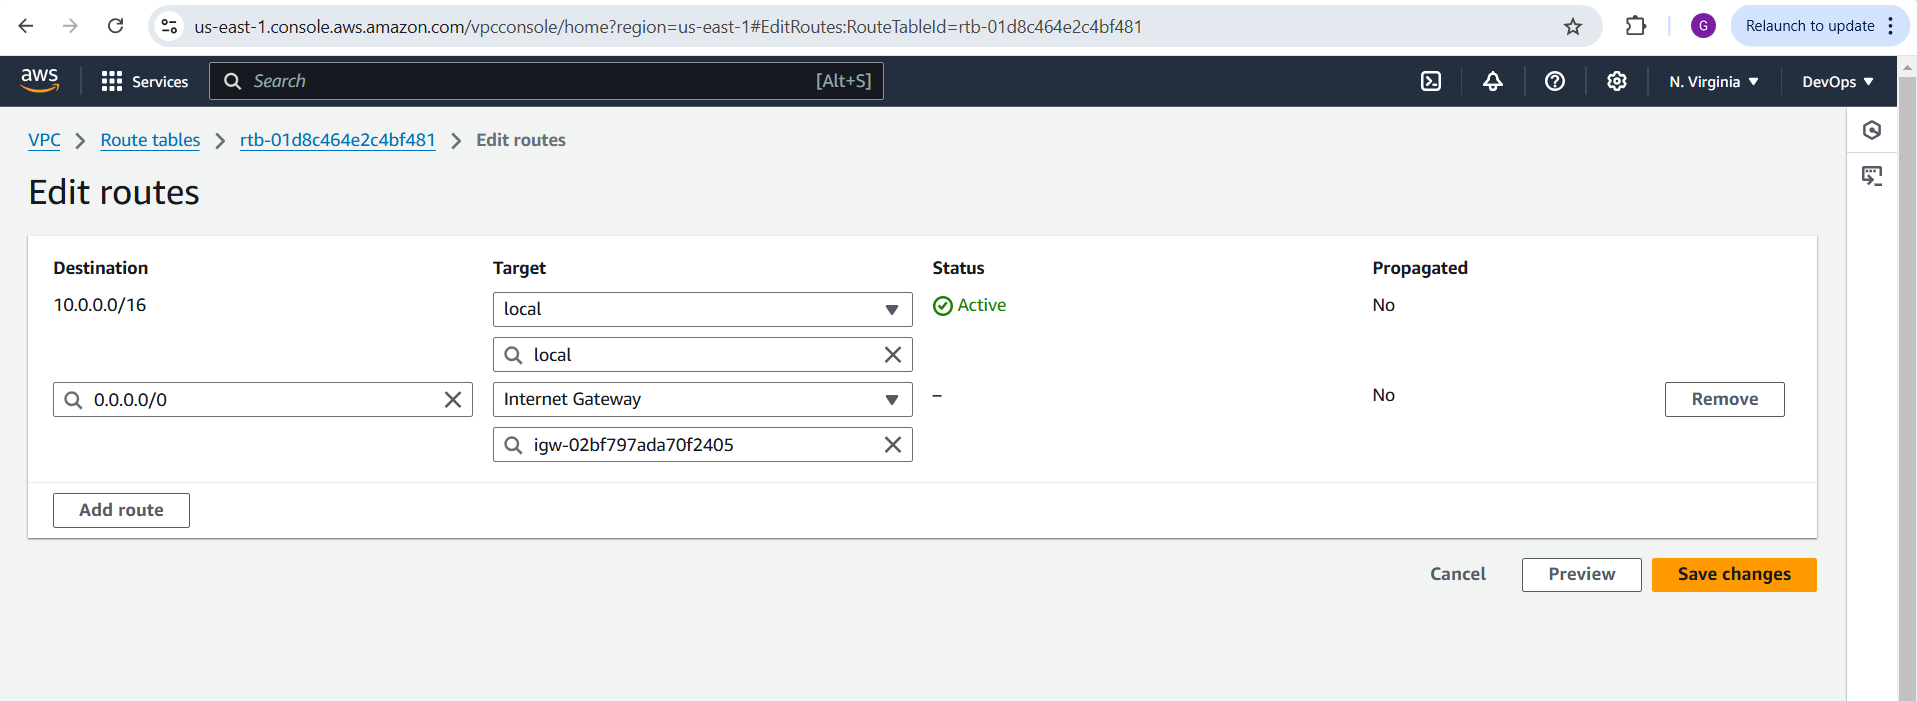 us-east-1.console.aws.amazon.com/vpcconsole/home?region=us-east-1#EditRoutes:RouteTableId=rtb-01d8c464e2c4bf481
G
Relaunch to update
aws
Services
Search
[Alt+S]
N. Virginia
DevOps
VPC
Route tables
rtb-01d8c464e2c4bf481
Edit routes
Edit routes
Destination
Target
Status
Propagated
10.0.0.0/16
local
Active
No
local
0.0.0.0/0
Internet Gateway
–
No
Remove
igw-02bf797ada70f2405
Add route
Cancel
Preview
Save changes